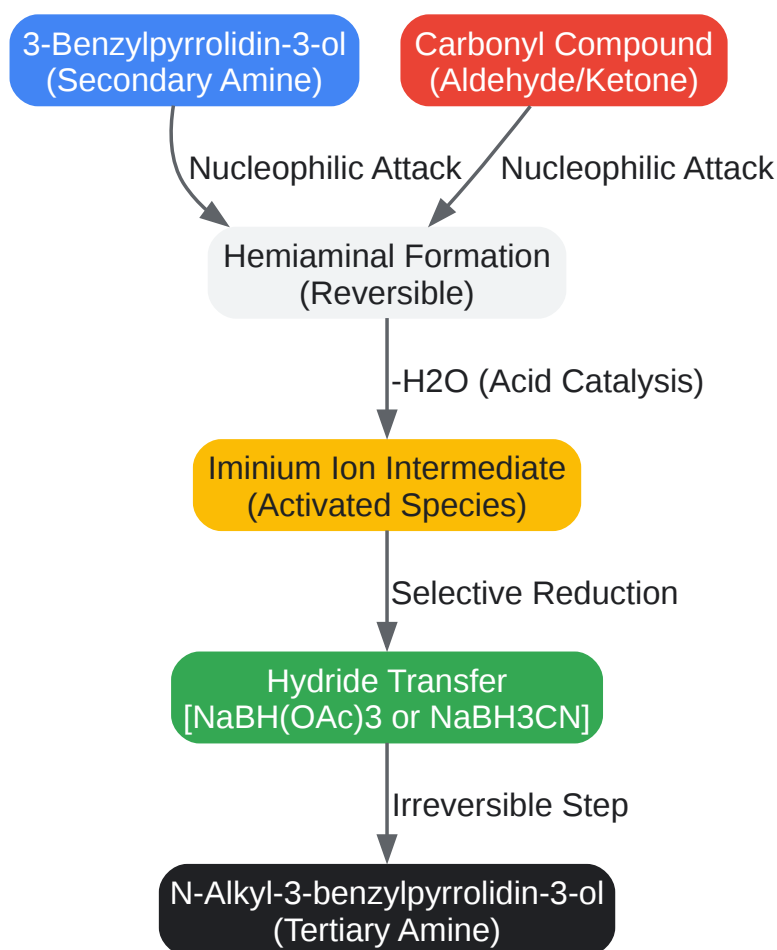 3-Benzylpyrrolidin-3-ol
(Secondary Amine)
Carbonyl Compound
(Aldehyde/Ketone)
Nucleophilic Attack
Nucleophilic Attack
Hemiaminal Formation
(Reversible)
-H2O (Acid Catalysis)
Iminium Ion Intermediate
(Activated Species)
Selective Reduction
Hydride Transfer
[NaBH(OAc)3 or NaBH3CN]
Irreversible Step
N-Alkyl-3-benzylpyrrolidin-3-ol
(Tertiary Amine)